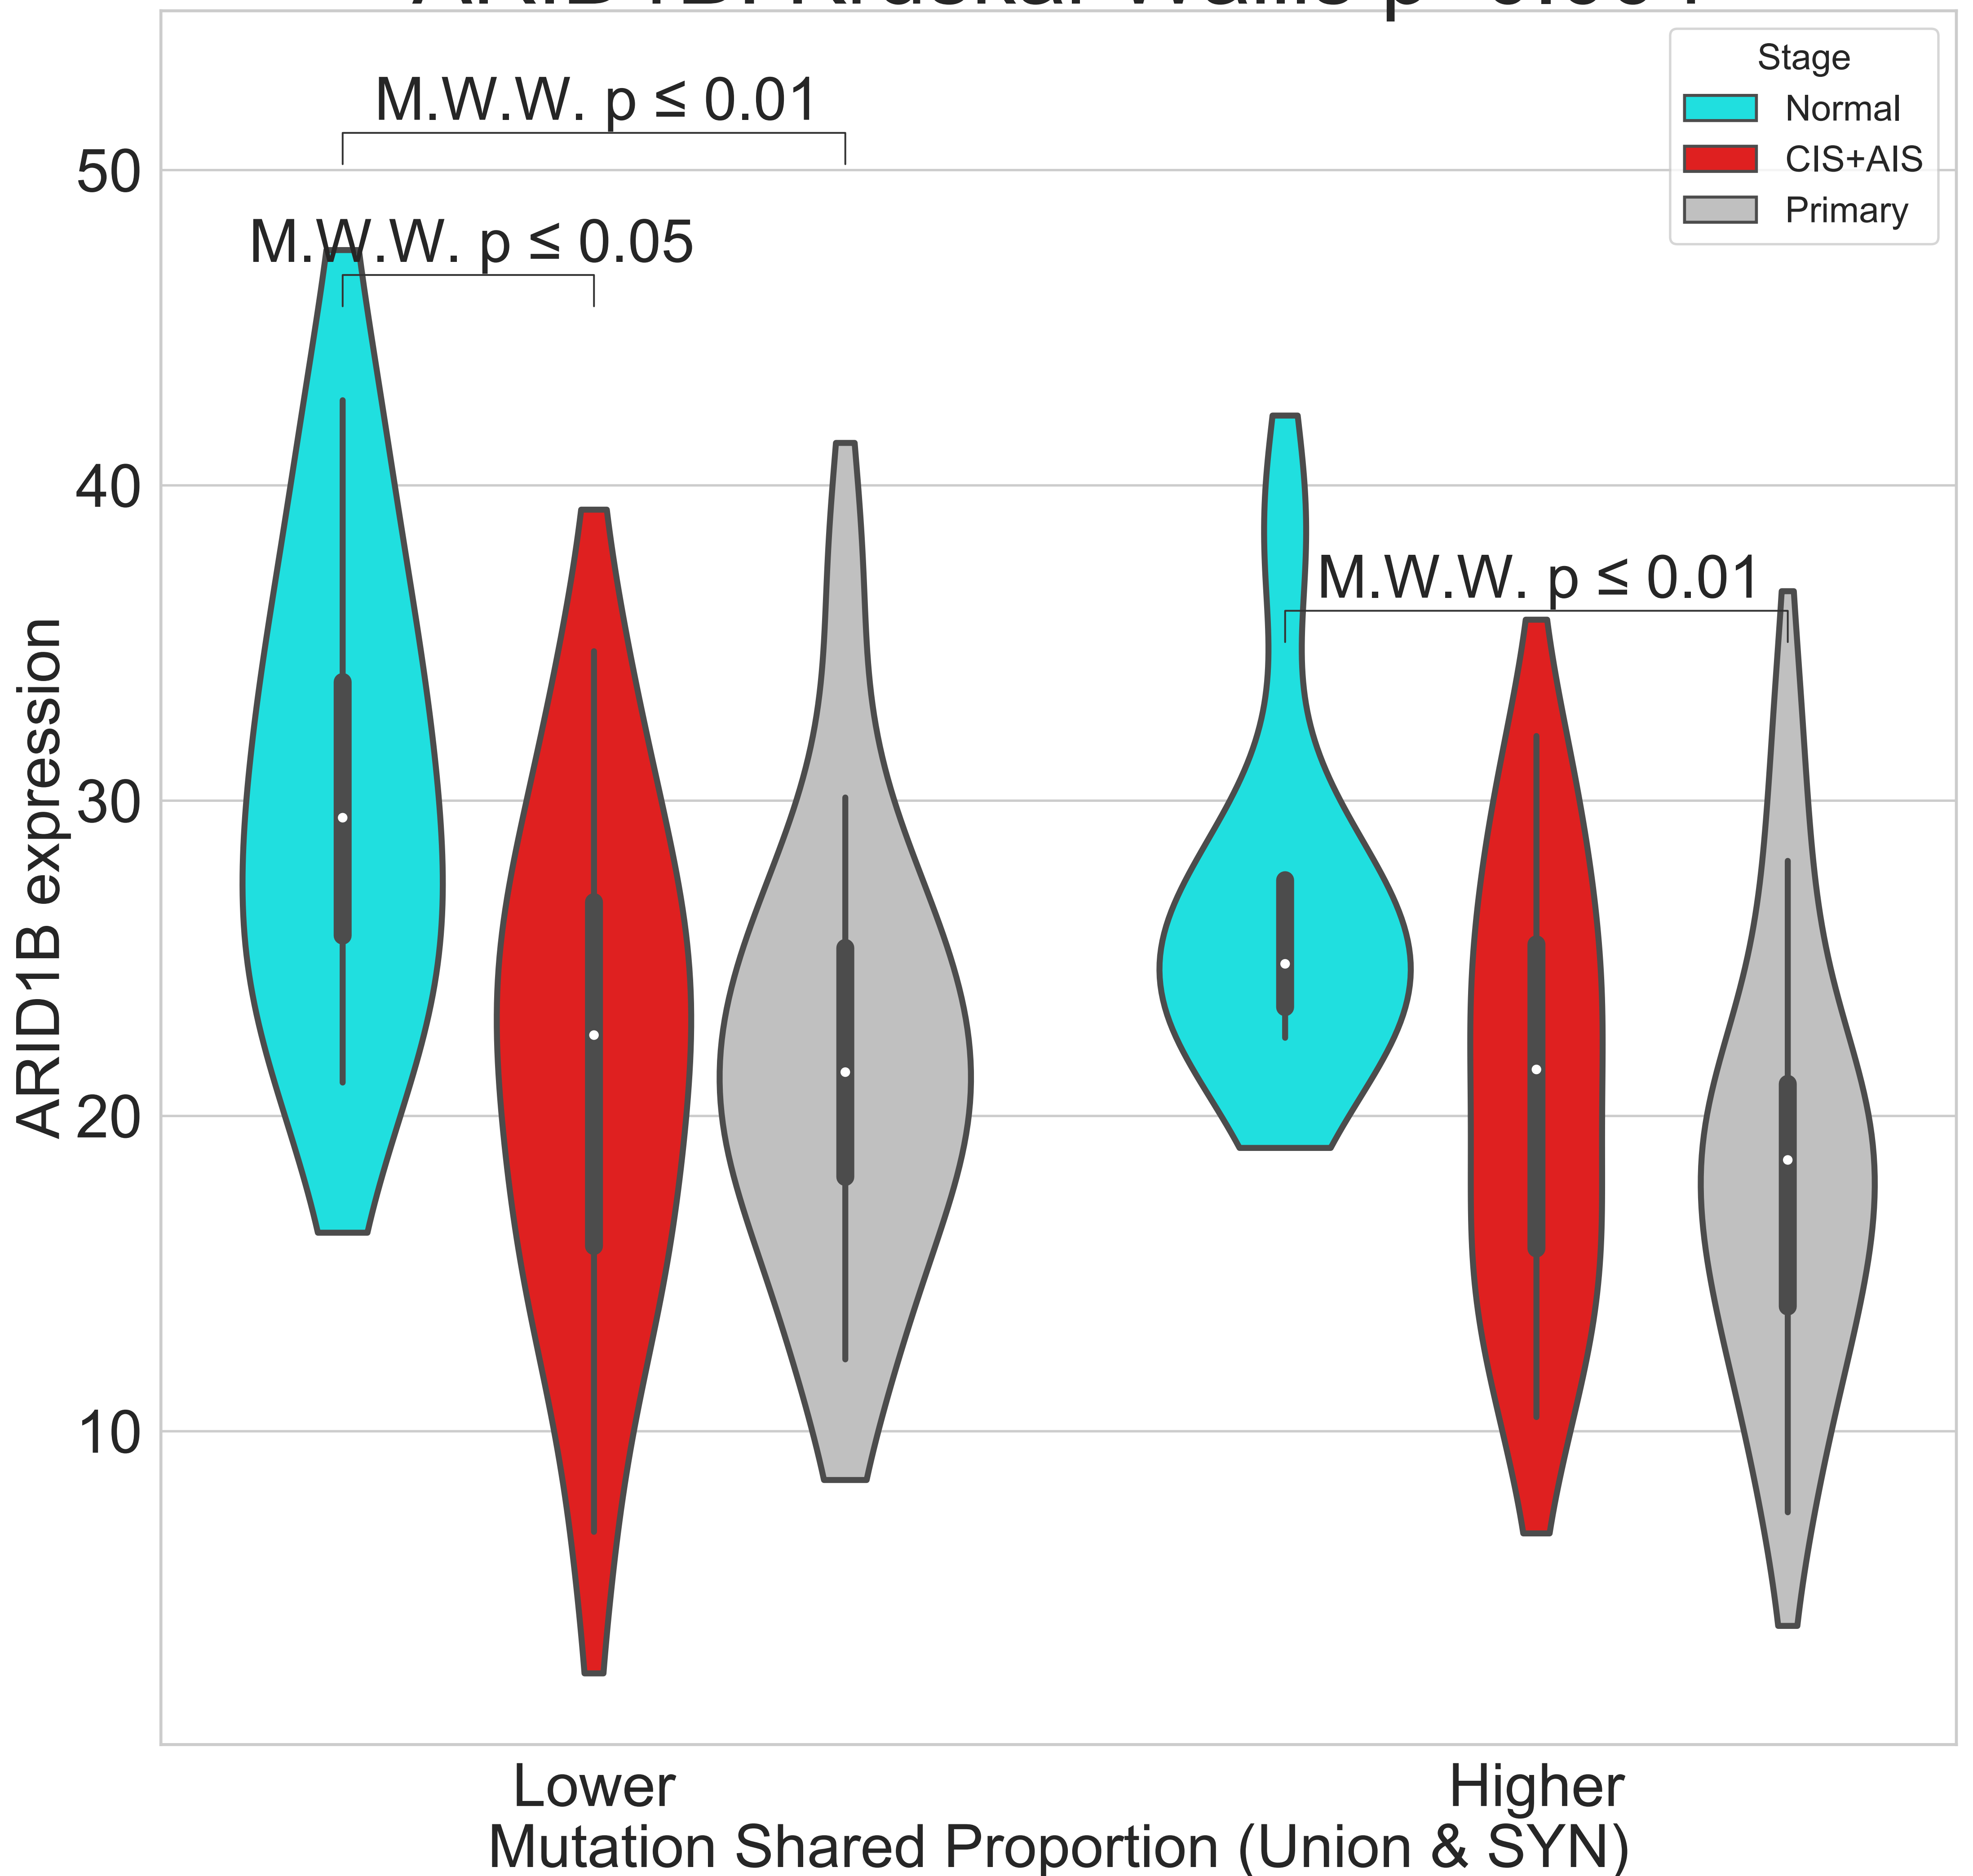 Stage
Normal
CIS+AIS
Primary
M.W.W. p ≤ 0.01
M.W.W. p ≤ 0.05
M.W.W. p ≤ 0.01
50
40
30
20
10
ARID1B expression
Lower
Higher
Mutation Shared Proportion (Union & SYN)